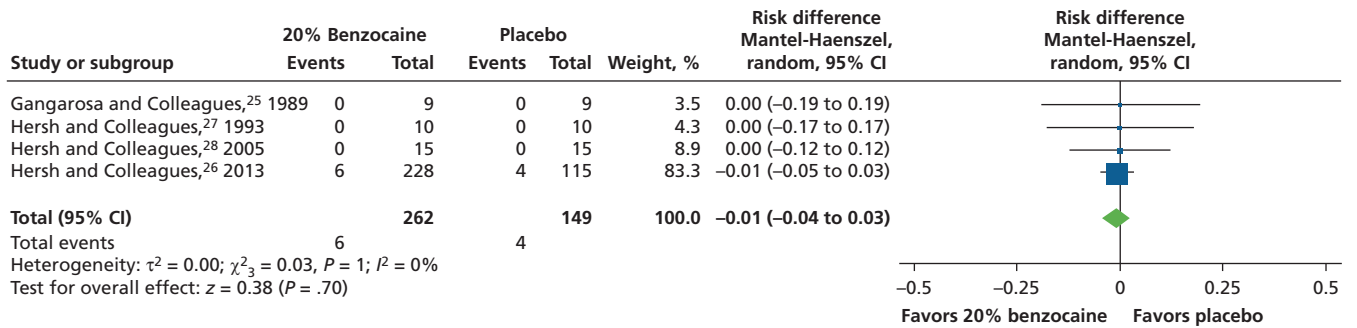 20% Benzocaine Placebo Risk difference Mantel-Haenszel, random, 95% CI Risk difference Mantel-Haenszel, random, 95% CI
Study or subgroup Events Total Events Total Weight, %
Gangarosa and Colleagues,²⁵ 1989 0 9 0 9 3.5 0.00 (–0.19 to 0.19)
Hersh and Colleagues,²⁷ 1993 0 10 0 10 4.3 0.00 (–0.17 to 0.17)
Hersh and Colleagues,²⁸ 2005 0 15 0 15 8.9 0.00 (–0.12 to 0.12)
Hersh and Colleagues,²⁶ 2013 6 228 4 115 83.3 –0.01 (–0.05 to 0.03)
Total (95% CI) 262 149 100.0 –0.01 (–0.04 to 0.03)
Total events 6 4
Heterogeneity: τ² = 0.00; χ²₃ = 0.03, P = 1; I² = 0%
Test for overall effect: z = 0.38 (P = .70)
–0.5 –0.25 0 0.25 0.5
Favors 20% benzocaine Favors placebo